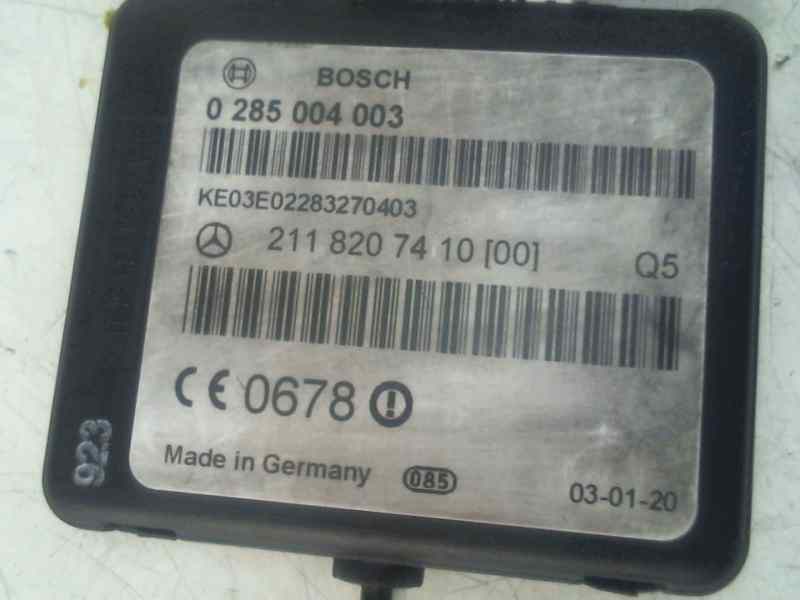 BOSCH
0 285 004 003
KE03E02283270403
211 820 74 10 [00] Q5
CE 0678
Made in Germany 085 03-01-20
923